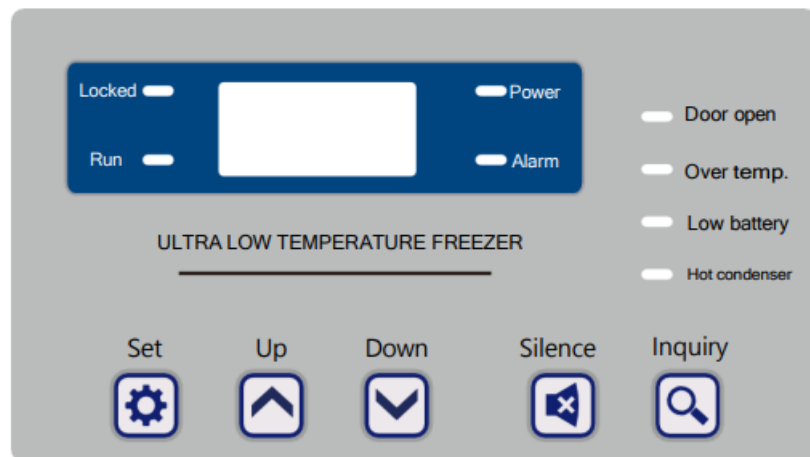 Locked
Power
Door open
Run
Alarm
Over temp.
Low battery
ULTRA LOW TEMPERATURE FREEZER
Hot condenser
Set
Up
Down
Silence
Inquiry